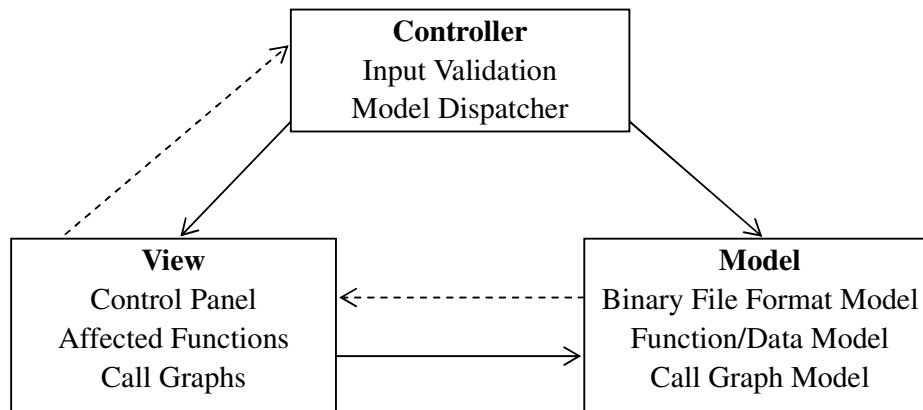 Controller
Input Validation
Model Dispatcher
View
Control Panel
Affected Functions
Call Graphs
Model
Binary File Format Model
Function/Data Model
Call Graph Model